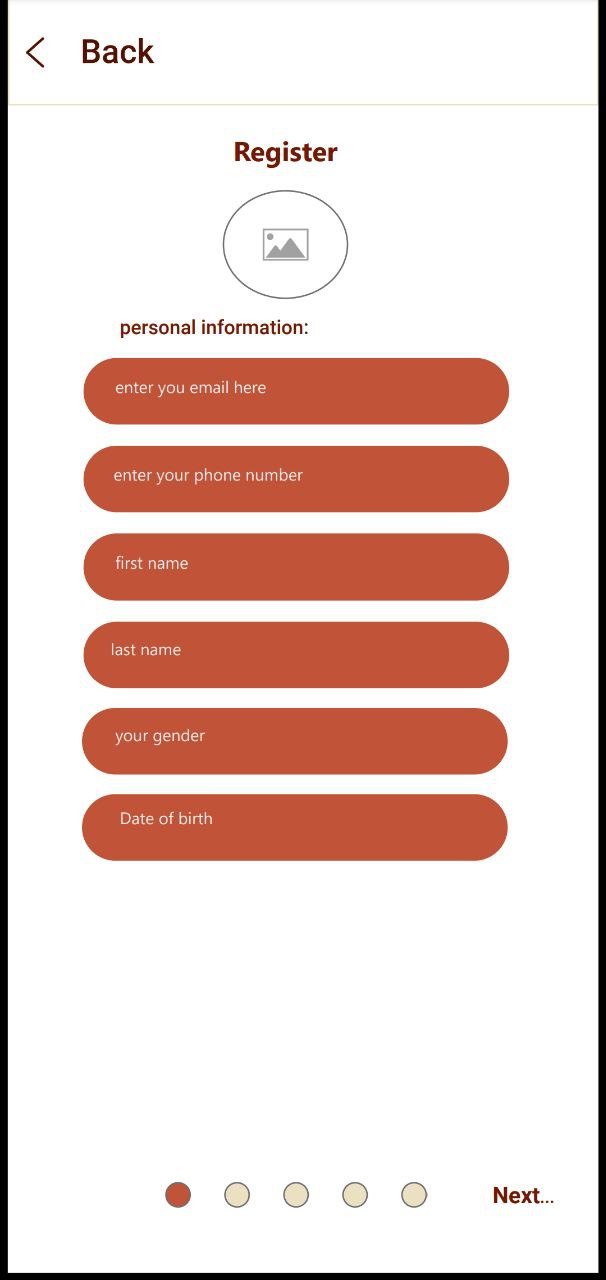 Back
Register
personal information:
enter you email here
enter your phone number
first name
last name
your gender
Date of birth
Next...